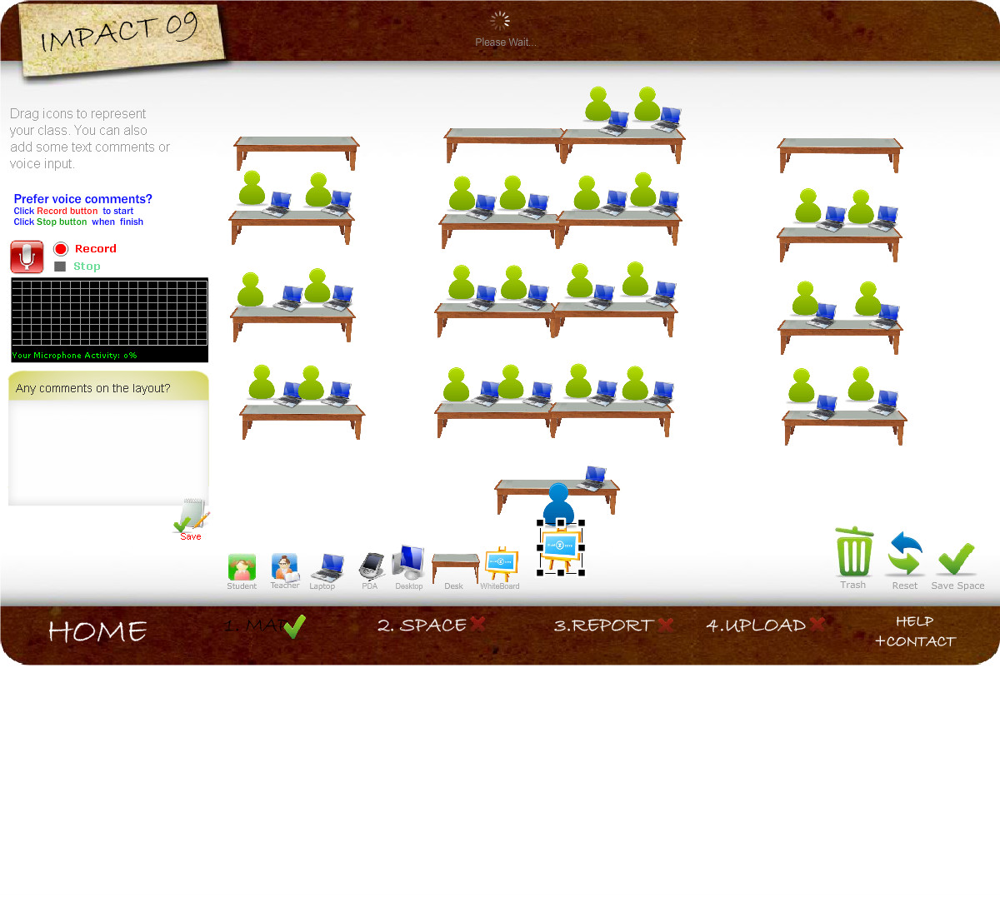 IMPACT 09
Please Wait...
Drag icons to represent
your class. You can also
add some text comments or
voice input.
Prefer voice comments?
Click Record button to start
Click Stop button when finish
Record
Stop
Your Microphone Activity: 0%
Any comments on the layout?
Save
Student
Teacher
Laptop
PDA
Desktop
Desk
WhiteBoard
Trash
Reset
Save Space
HOME
1. MAP
2. SPACE
3.REPORT
4.UPLOAD
HELP
+CONTACT